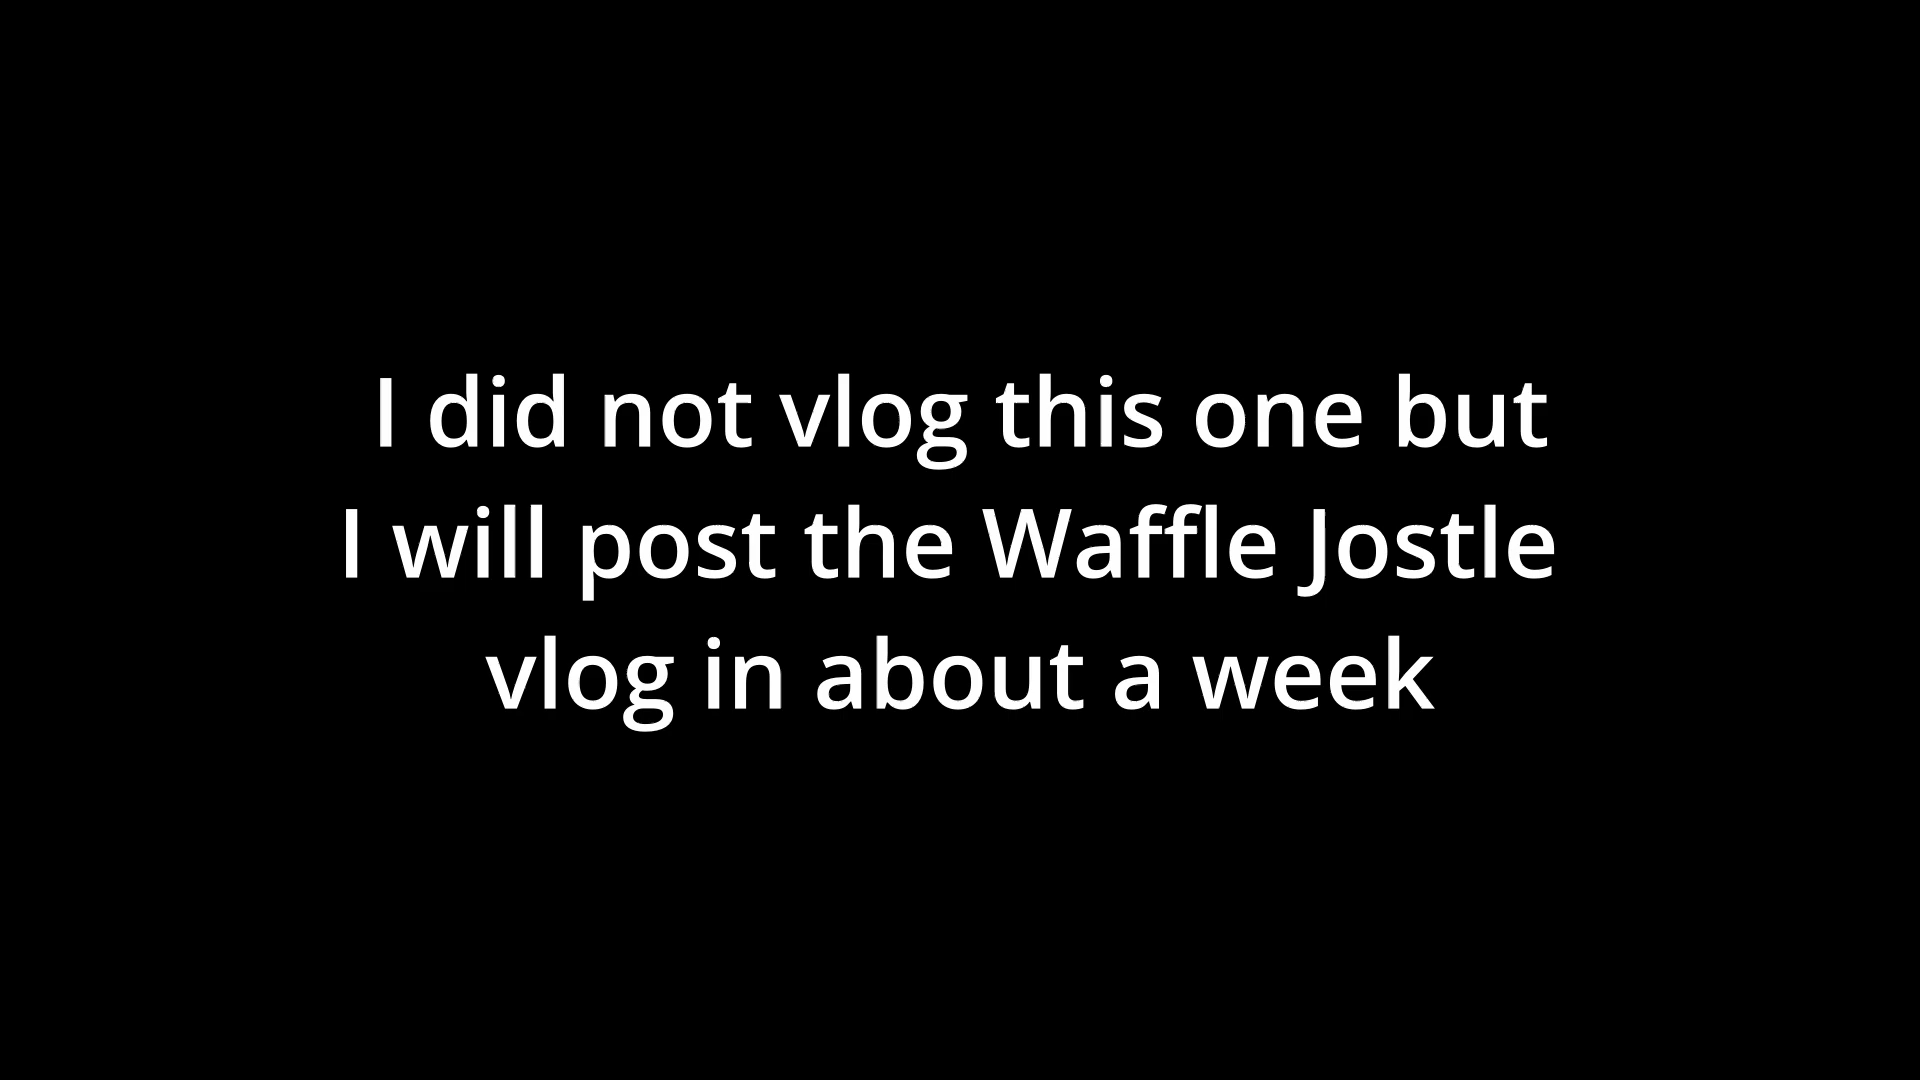 I did not vlog this one but
I will post the Waffle Jostle
vlog in about a week